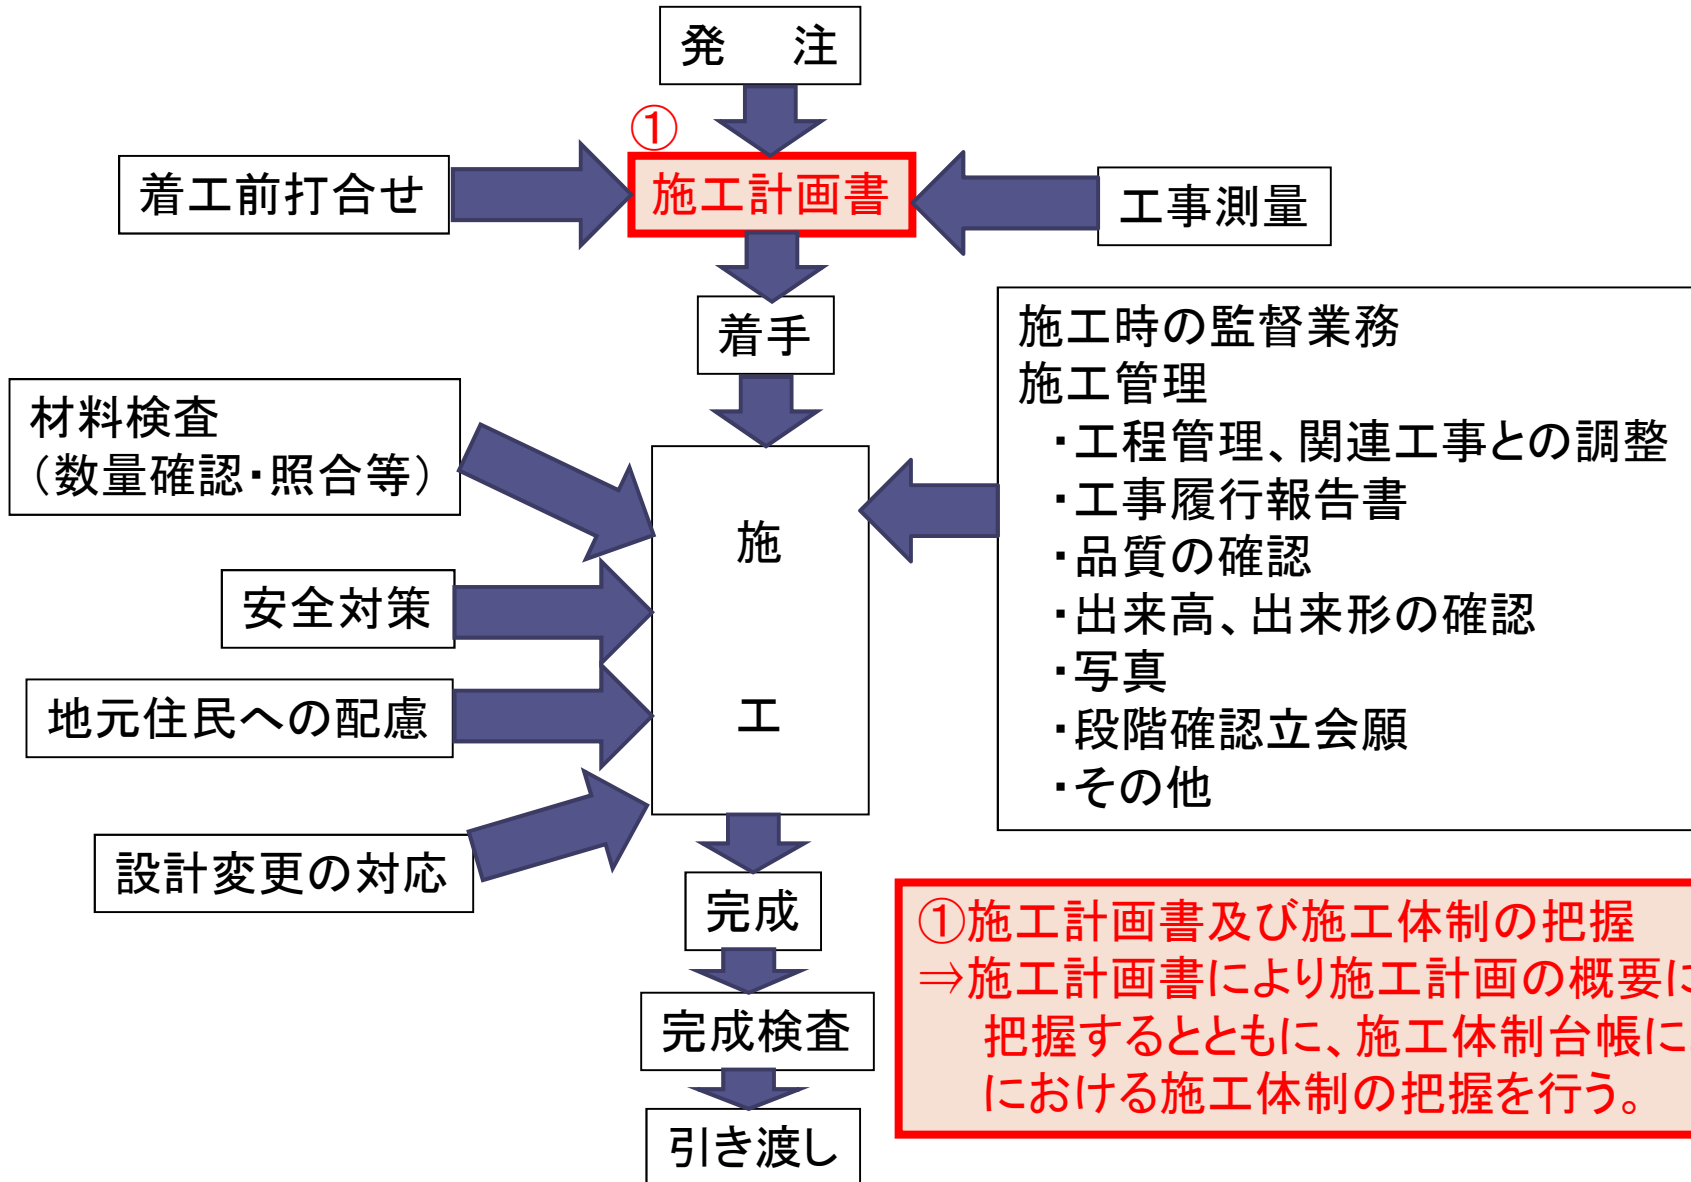 発　注
①
着工前打合せ
施工計画書
工事測量
着手
施工時の監督業務
施工管理
・工程管理、関連工事との調整
・工事履行報告書
・品質の確認
・出来高、出来形の確認
・写真
・段階確認立会願
・その他
材料検査
（数量確認・照合等）
施
工
安全対策
地元住民への配慮
設計変更の対応
完成
完成検査
引き渡し
①施工計画書及び施工体制の把握
⇒施工計画書により施工計画の概要に
把握するとともに、施工体制台帳に
における施工体制の把握を行う。